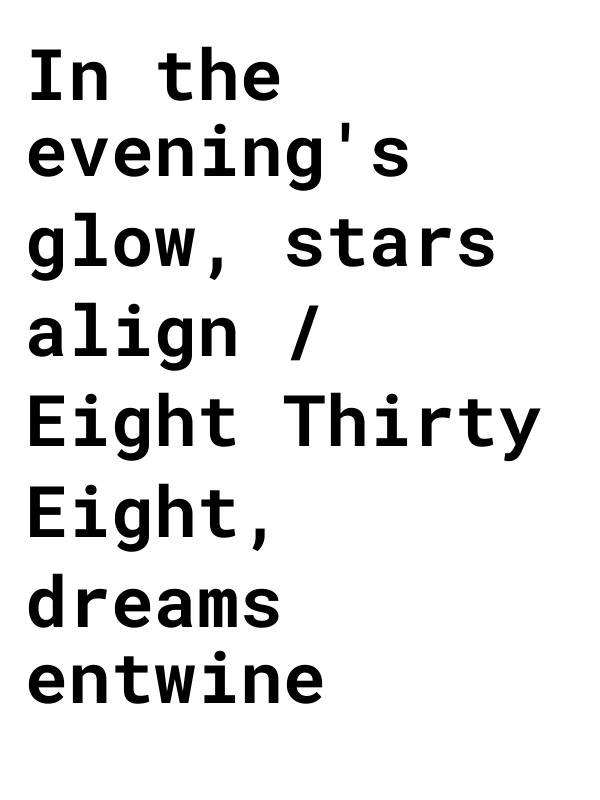 In the
evening's
glow, stars
align /
Eight Thirty
Eight,
dreams
entwine